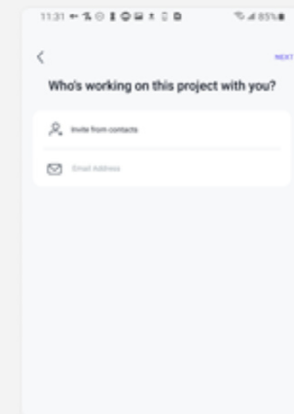 11:31
85%
NEXT
Who's working on this project with you?
Invite from contacts
Email Address